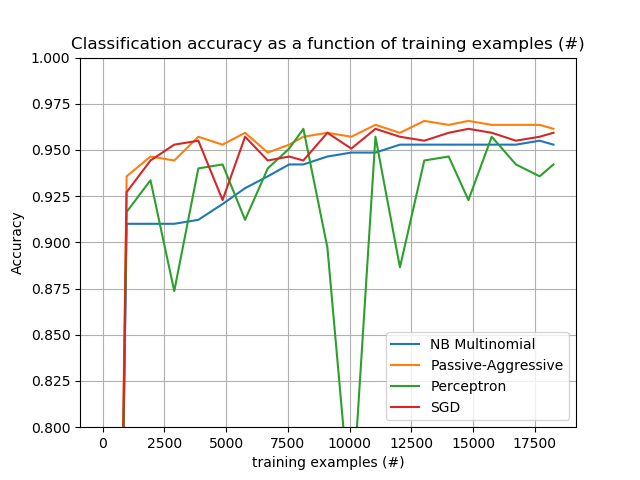 Classification accuracy as a function of training examples (#)
1.000
0.975
0.950
0.925
0.900
0.875
0.850
0.825
0.800
Accuracy
NB Multinomial
Passive-Aggressive
Perceptron
SGD
0 2500 5000 7500 10000 12500 15000 17500
training examples (#)